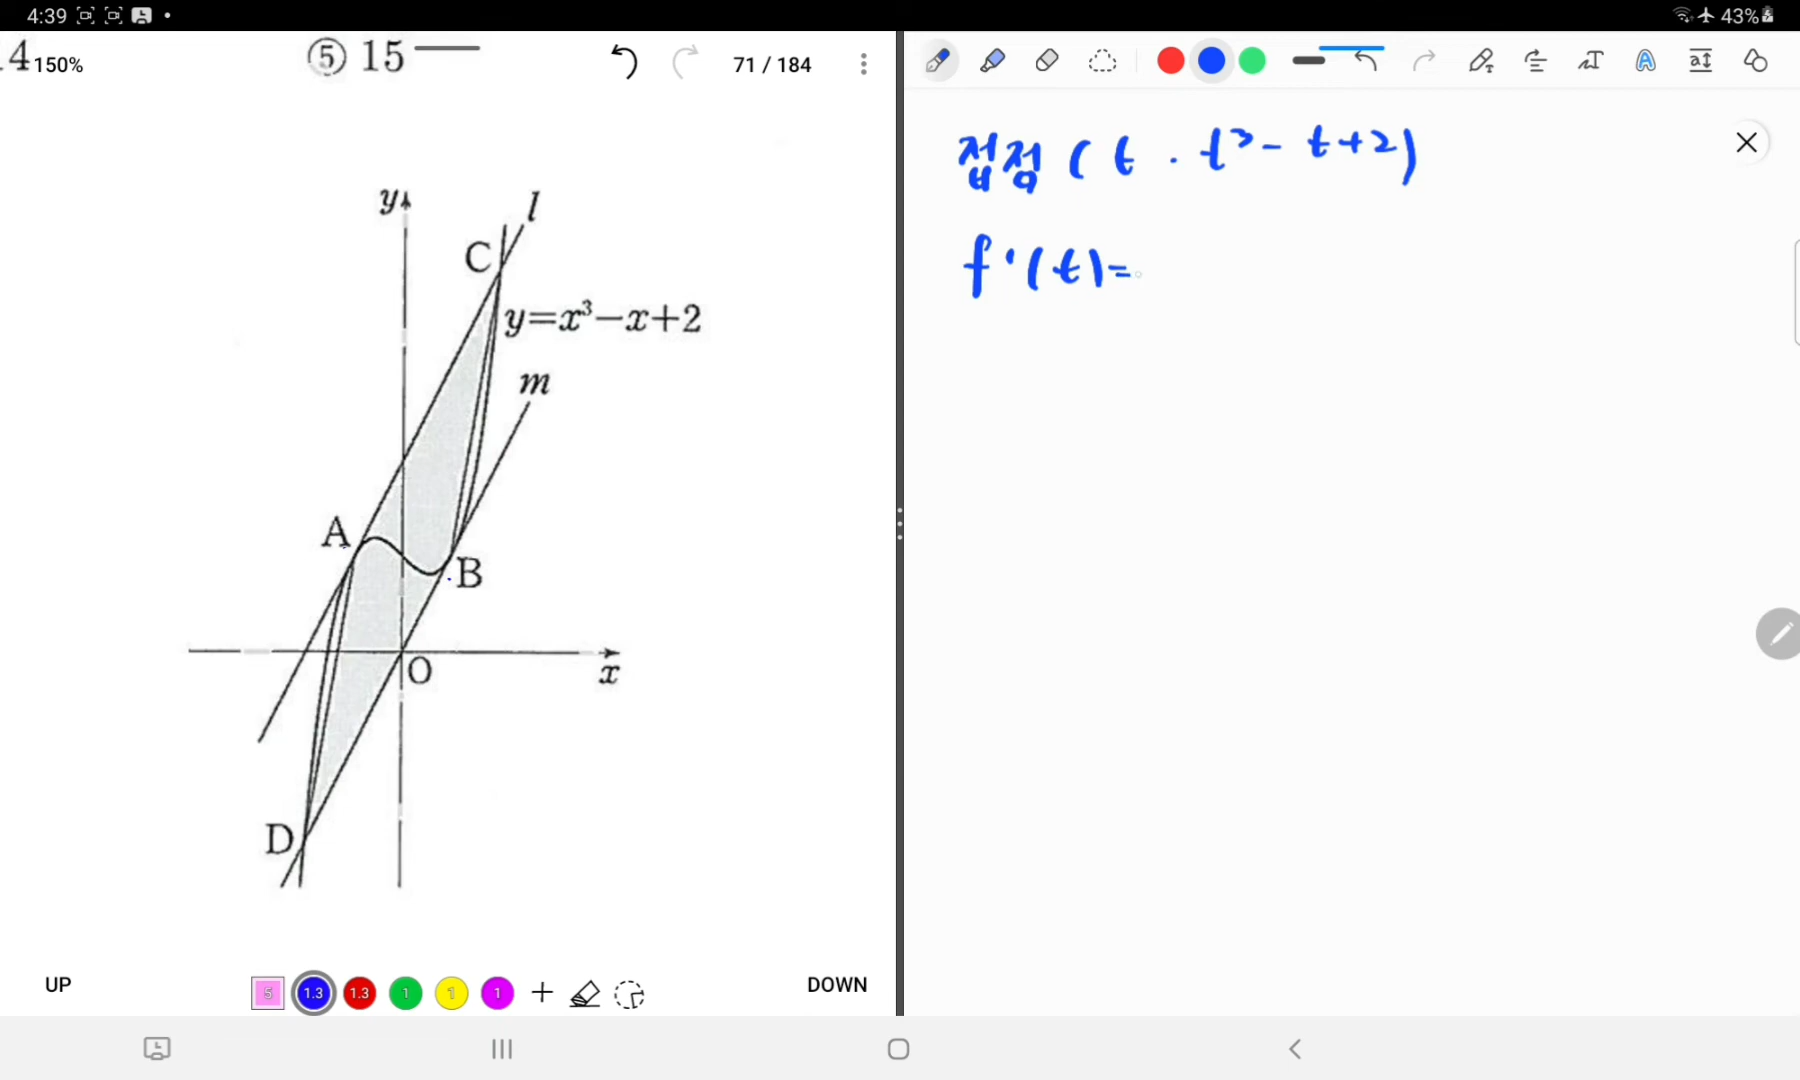 4:39
43%
4
150%
⑤ 15
71 / 184
y
l
C
y=x³−x+2
m
A
B
O
x
D
UP
5 1.3 1.3 1 1 1
DOWN
접점 ( t . t³- t+2)
f'(t)=